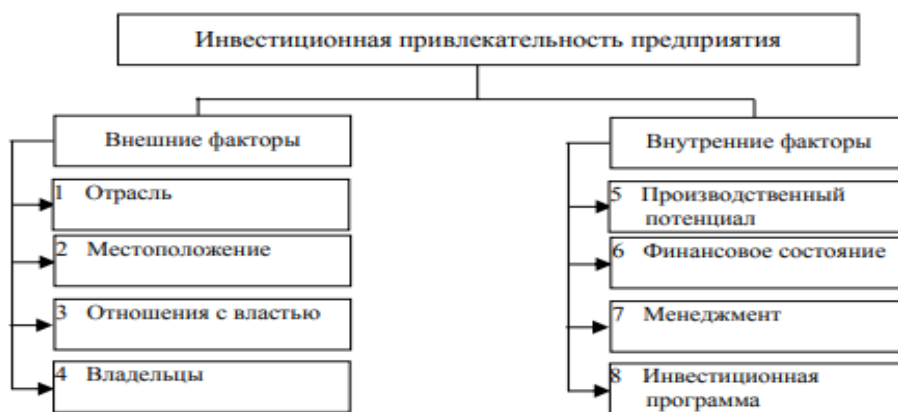 Инвестиционная привлекательность предприятия
Внешние факторы
1 Отрасль
2 Местоположение
3 Отношения с властью
4 Владельцы
Внутренние факторы
5 Производственный
потенциал
6 Финансовое состояние
7 Менеджмент
8 Инвестиционная
программа